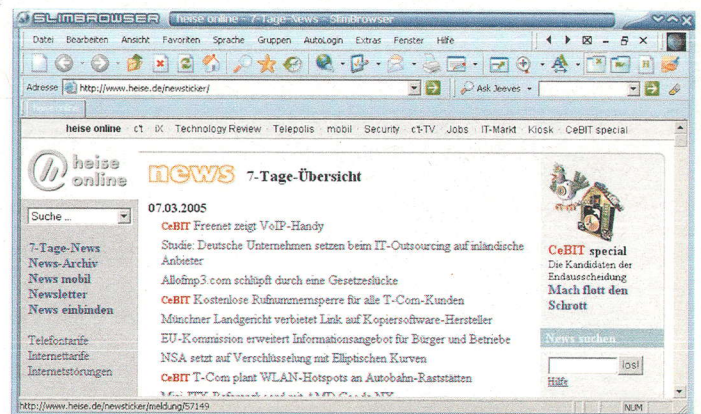 SLIMBROWSER heise online - 7-Tage-News - SlimBrowser
Datei Bearbeiten Ansicht Favoriten Sprache Gruppen AutoLogin Extras Fenster Hilfe
Adresse http://www.heise.de/newsticker/ Ask Jeeves
heise online
heise online · c't · iX · Technology Review · Telepolis · mobil · Security · c't-TV · Jobs · IT-Markt · Kiosk · CeBIT special
heise online
Suche ...
7-Tage-News
News-Archiv
News mobil
Newsletter
News einbinden
Telefontarife
Internettarife
Internetstörungen
news 7-Tage-Übersicht
07.03.2005
CeBIT Freenet zeigt VoIP-Handy
Studie: Deutsche Unternehmen setzen beim IT-Outsourcing auf inländische
Anbieter
Allofmp3.com schlüpft durch eine Gesetzeslücke
CeBIT Kostenlose Rufnummernsperre für alle T-Com-Kunden
Münchner Landgericht verbietet Link auf Kopiersoftware-Hersteller
EU-Kommission erweitert Informationsangebot für Bürger und Betriebe
NSA setzt auf Verschlüsselung mit Elliptischen Kurven
CeBIT T-Com plant WLAN-Hotspots an Autobahn-Raststätten
CeBIT special
Die Kandidaten der
Endausscheidung
Mach flott den
Schrott
News suchen
los!
Hilfe
http://www.heise.de/newsticker/meldung/57149
NUM